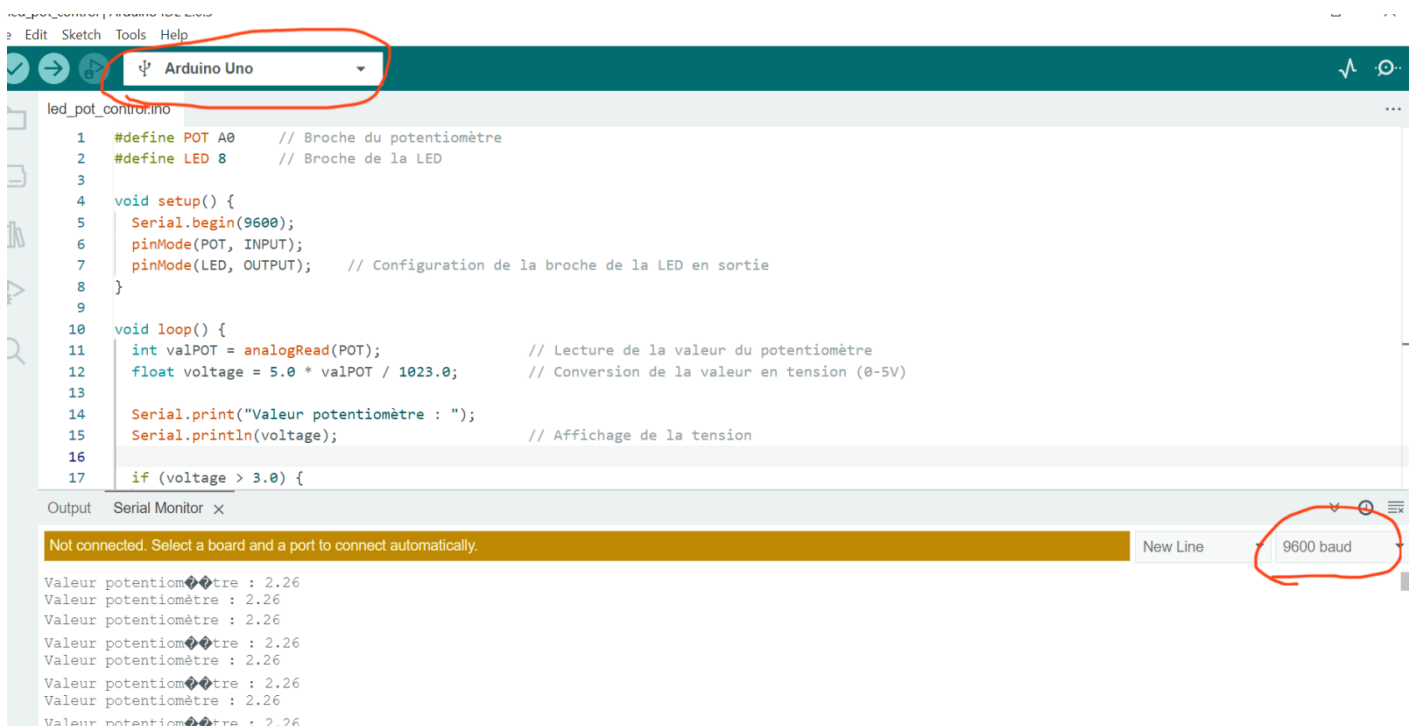 Edit Sketch Tools Help
Arduino Uno
led_pot_control.ino
...
1 #define POT A0 // Broche du potentiomètre
2 #define LED 8 // Broche de la LED
3
4 void setup() {
5 Serial.begin(9600);
6 pinMode(POT, INPUT);
7 pinMode(LED, OUTPUT); // Configuration de la broche de la LED en sortie
8 }
9
10 void loop() {
11 int valPOT = analogRead(POT); // Lecture de la valeur du potentiomètre
12 float voltage = 5.0 * valPOT / 1023.0; // Conversion de la valeur en tension (0-5V)
13
14 Serial.print("Valeur potentiomètre : ");
15 Serial.println(voltage); // Affichage de la tension
16
17 if (voltage > 3.0) {
Output Serial Monitor ×
Not connected. Select a board and a port to connect automatically.
New Line
9600 baud
Valeur potentiom��tre : 2.26
Valeur potentiomètre : 2.26
Valeur potentiomètre : 2.26
Valeur potentiom��tre : 2.26
Valeur potentiomètre : 2.26
Valeur potentiom��tre : 2.26
Valeur potentiomètre : 2.26
Valeur potentiom��tre : 2.26